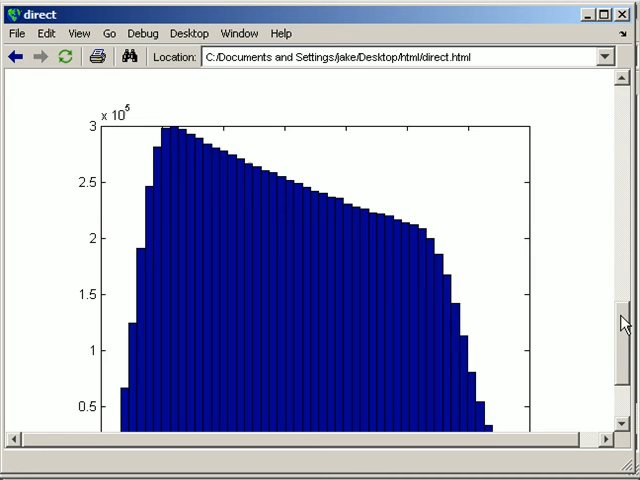 direct
File Edit View Go Debug Desktop Window Help
Location: C:/Documents and Settings/jake/Desktop/html/direct.html
x 10^5
3
2.5
2
1.5
1
0.5